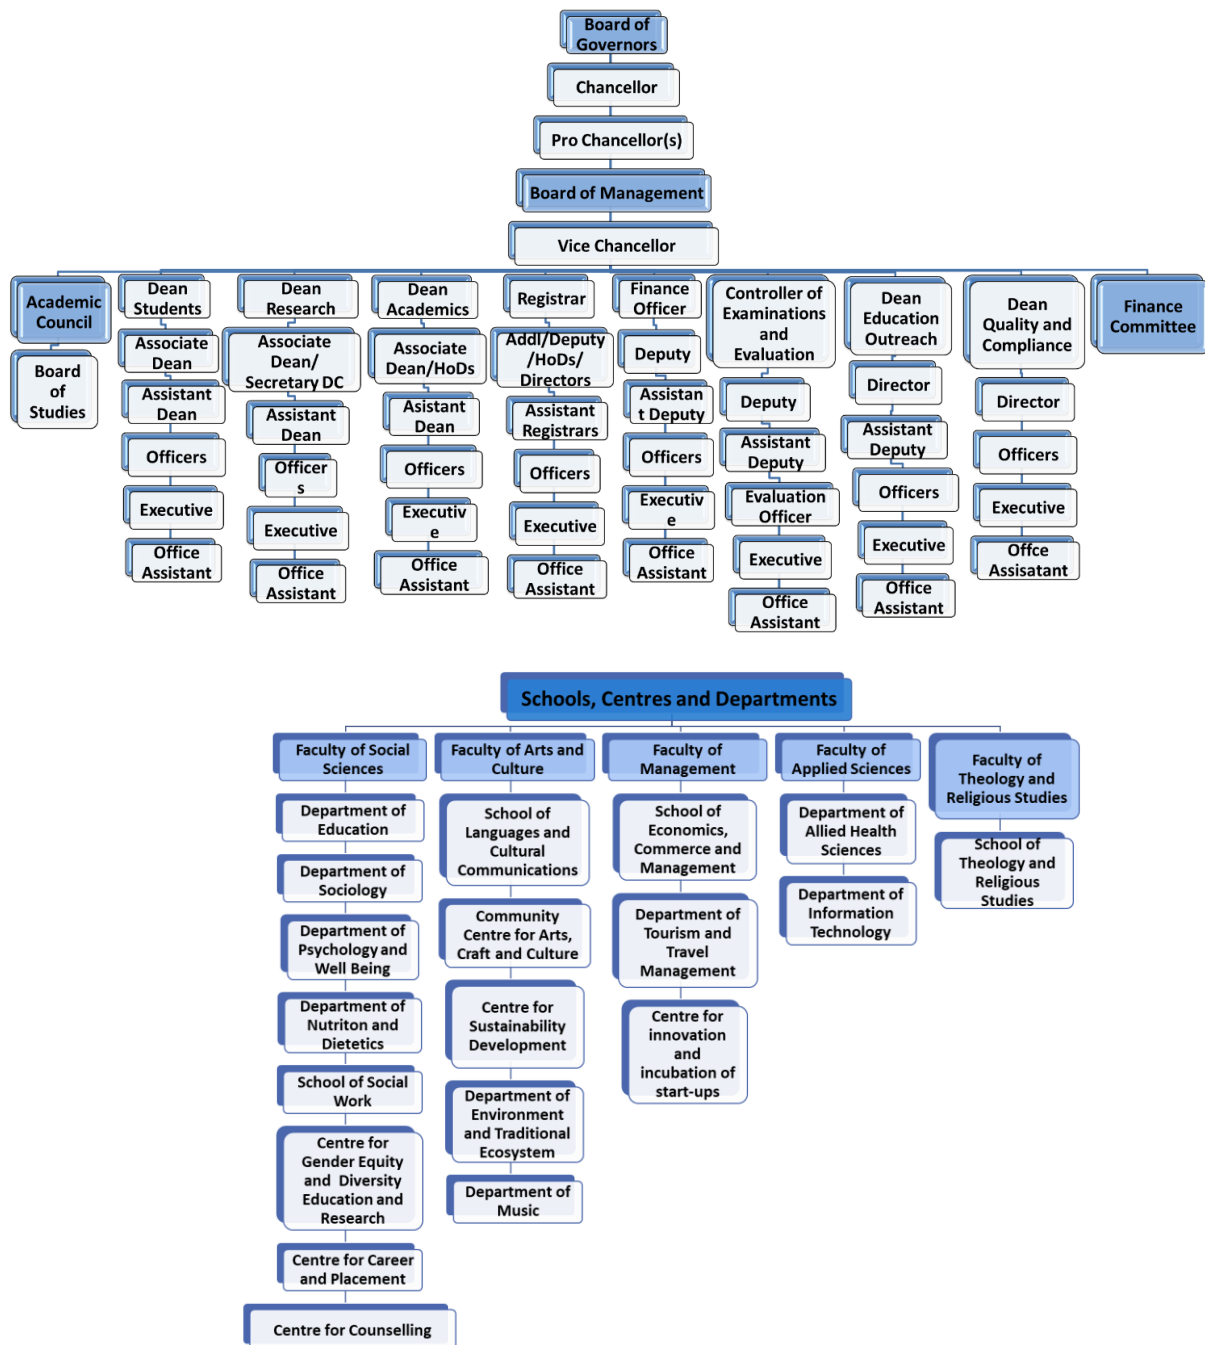 Board of
Governors
Chancellor
Pro Chancellor(s)
Board of Management
Vice Chancellor
Academic
Council
Board
of
Studies
Dean
Students
Associate
Dean
Assistant
Dean
Officers
Executive
Office
Assistant
Dean
Research
Associate
Dean/
Secretary DC
Assistant
Dean
Officer
s
Executive
Office
Assistant
Dean
Academics
Associate
Dean/HoDs
Asistant
Dean
Officers
Executiv
e
Office
Assistant
Registrar
Addl/Deputy
/HoDs/
Directors
Assistant
Registrars
Officers
Executive
Office
Assistant
Finance
Officer
Deputy
Assistan
t Deputy
Officers
Executiv
e
Office
Assistant
Controller of
Examinations
and
Evaluation
Deputy
Assistant
Deputy
Evaluation
Officer
Executive
Office
Assistant
Dean
Education
Outreach
Director
Assistant
Deputy
Officers
Executive
Office
Assistant
Dean
Quality and
Compliance
Director
Officers
Executive
Offce
Assisatant
Finance
Committee
Schools, Centres and Departments
Faculty of Social
Sciences
Department of
Education
Department of
Sociology
Department of
Psychology and
Well Being
Department of
Nutriton and
Dietetics
School of Social
Work
Centre for
Gender Equity
and Diversity
Education and
Research
Centre for Career
and Placement
Centre for Counselling
Faculty of Arts and
Culture
School of
Languages and
Cultural
Communications
Community
Centre for Arts,
Craft and Culture
Centre for
Sustainability
Development
Department of
Environment
and Traditional
Ecosystem
Department of
Music
Faculty of
Management
School of
Economics,
Commerce and
Management
Department of
Tourism and
Travel
Management
Centre for
innovation
and
incubation of
start-ups
Faculty of
Applied Sciences
Department of
Allied Health
Sciences
Department of
Information
Technology
Faculty of
Theology and
Religious Studies
School of
Theology and
Religious
Studies